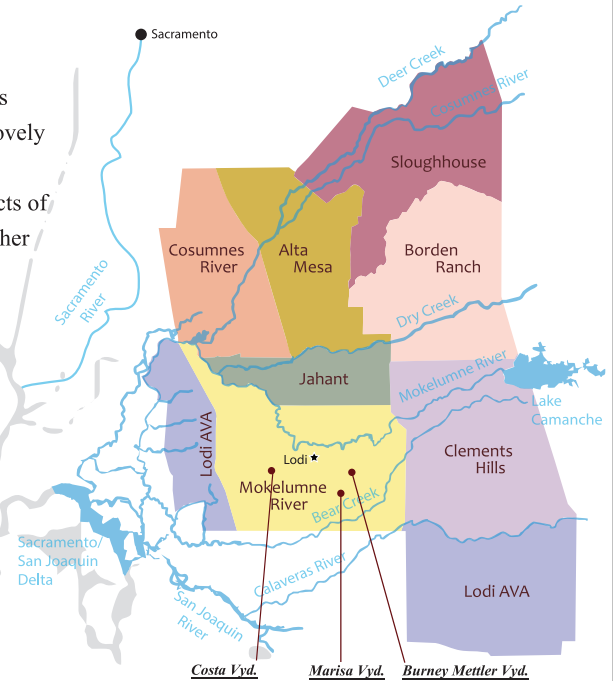 Sacramento
s
ovely
cts of
her
Deer Creek
Cosumnes River
Sloughhouse
Cosumnes
River
Alta
Mesa
Borden
Ranch
Sacramento
River
Dry Creek
Jahant
Mokelumne River
Lake
Camanche
Lodi AVA
Lodi
Clements
Hills
Mokelumne
River
Bear Creek
Sacramento/
San Joaquin
Delta
Calaveras River
San Joaquin
River
Lodi AVA
Costa Vyd.
Marisa Vyd.
Burney Mettler Vyd.